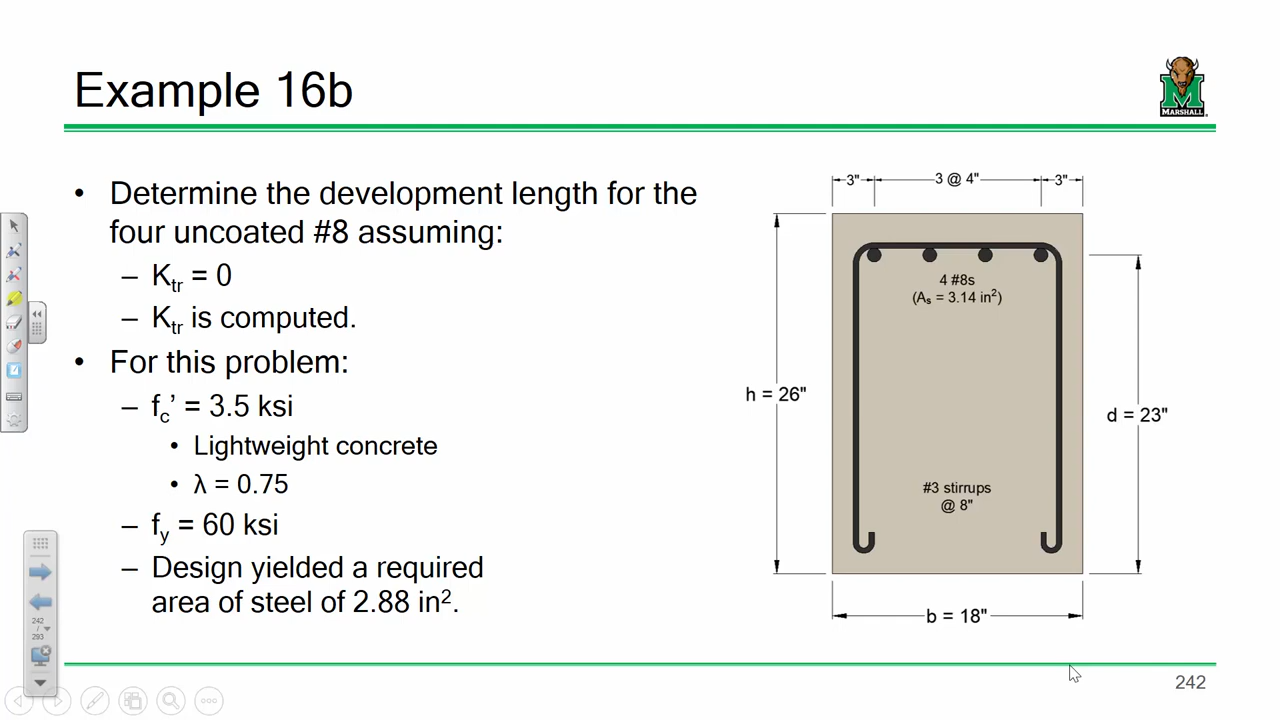 Example 16b
MARSHALL
• Determine the development length for the
four uncoated #8 assuming:
– Ktr = 0
– Ktr is computed.
• For this problem:
– fc’ = 3.5 ksi
• Lightweight concrete
• λ = 0.75
– fy = 60 ksi
– Design yielded a required
area of steel of 2.88 in².
3"
3 @ 4"
3"
4 #8s
(As = 3.14 in²)
h = 26"
d = 23"
#3 stirrups
@ 8"
b = 18"
242
/
293
242